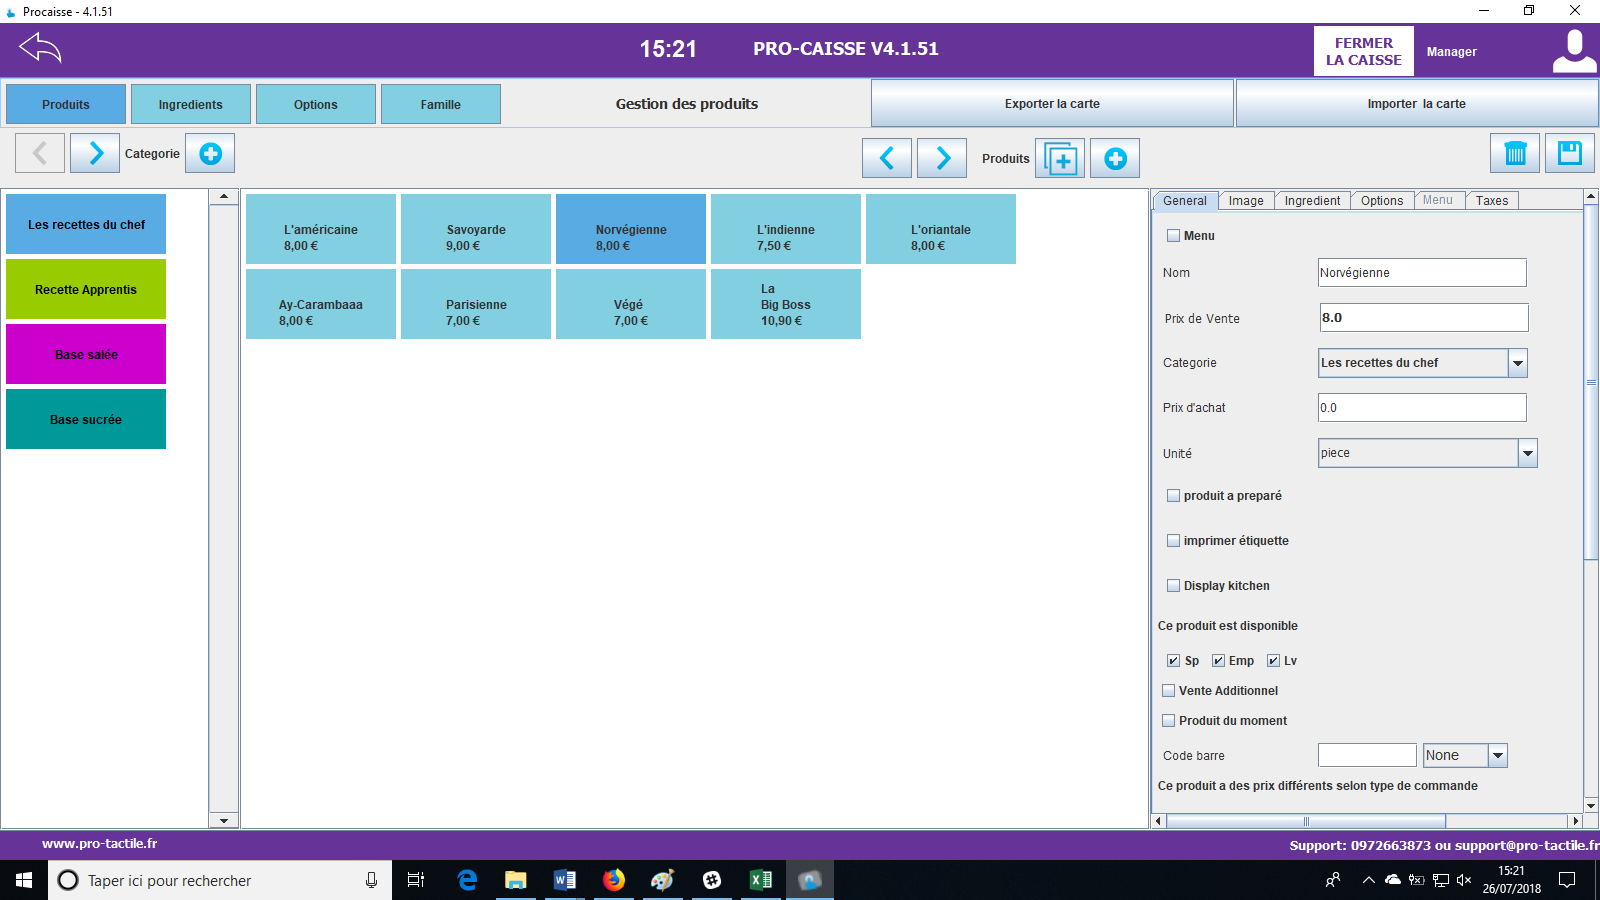 Procaisse - 4.1.51
15:21
PRO-CAISSE V4.1.51
FERMER
LA CAISSE
Manager
Produits
Ingredients
Options
Famille
Gestion des produits
Exporter la carte
Importer la carte
Categorie
Produits
Les recettes du chef
Recette Apprentis
Base salée
Base sucrée
L'américaine
8,00 €
Savoyarde
9,00 €
Norvégienne
8,00 €
L'indienne
7,50 €
L'oriantale
8,00 €
Ay-Carambaaa
8,00 €
Parisienne
7,00 €
Végé
7,00 €
La
Big Boss
10,90 €
General
Image
Ingredient
Options
Menu
Taxes
Menu
Nom
Norvégienne
Prix de Vente
8.0
Categorie
Les recettes du chef
Prix d'achat
0.0
Unité
piece
produit a preparé
imprimer étiquette
Display kitchen
Ce produit est disponible
Sp
Emp
Lv
Vente Additionnel
Produit du moment
Code barre
None
Ce produit a des prix différents selon type de commande
www.pro-tactile.fr
Support: 0972663873 ou support@pro-tactile.fr
Taper ici pour rechercher
15:21
26/07/2018